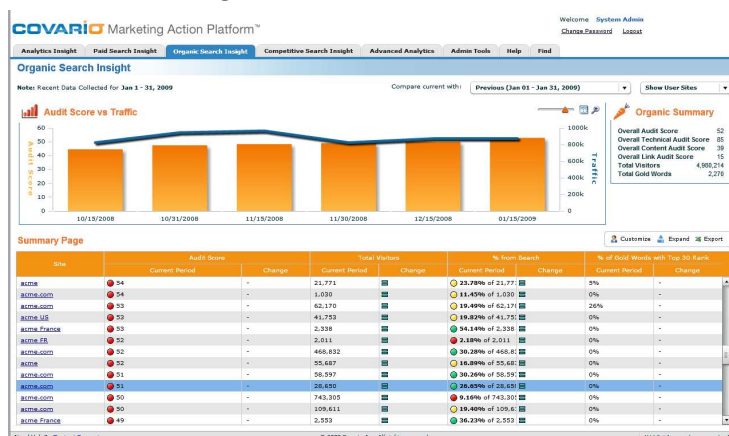 Welcome System Admin
COVARIO Marketing Action Platform™
Change Password Logout
Analytics Insight Paid Search Insight Organic Search Insight Competitive Search Insight Advanced Analytics Admin Tools Help Find
Organic Search Insight
Note: Recent Data Collected for Jan 1 - 31, 2009
Compare current with: Previous (Jan 01 - Jan 31, 2009) Show User Sites
Audit Score vs Traffic
60
50
40
30
20
10
0
Audit Score
1000k
800k
600k
400k
200k
0
Traffic
10/15/2008 10/31/2008 11/15/2008 11/30/2008 12/15/2008 01/15/2009
Organic Summary
Overall Audit Score 52
Overall Technical Audit Score 85
Overall Content Audit Score 39
Overall Link Audit Score 15
Total Visitors 4,980,214
Total Gold Words 2,270
Summary Page
Customize Expand Export
Site Audit Score Total Visitors % from Search % of Gold Words with Top 30 Rank
Current Period Change Current Period Change Current Period Change Current Period Change
acme 54 - 21,771 23.78% of 21,77 5% -
acme.com 54 - 1,030 11.45% of 1,030 0% -
acme.com 53 - 62,170 19.49% of 62,17 26% -
acme US 53 - 41,753 19.82% of 41,75 0% -
acme France 53 - 2,338 54.14% of 2,338 0% -
acme FR 52 - 2,011 2.18% of 2,011 0% -
acme.com 52 - 468,832 30.28% of 468,8 0% -
acme 52 - 55,687 16.89% of 55,68 0% -
acme.com 51 - 58,597 30.26% of 58,59 0% -
acme.com 51 - 28,650 26.65% of 28,65 0% -
acme.com 50 - 743,305 9.16% of 743,30 0% -
acme.com 50 - 109,611 19.40% of 109,6 0% -
acme France 49 - 2,553 36.23% of 2,553 0% -